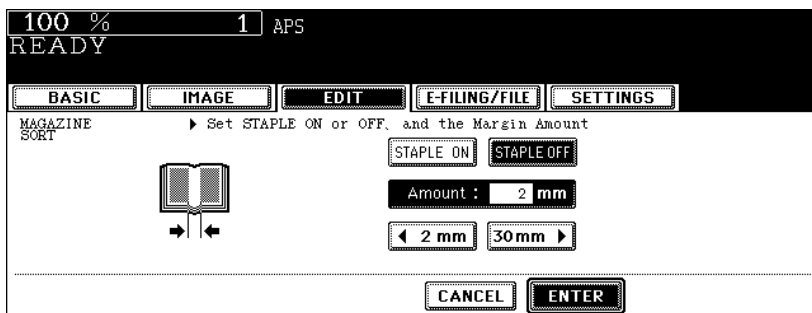 100 % 1 APS
READY
BASIC IMAGE EDIT E-FILING/FILE SETTINGS
MAGAZINE SORT
▶ Set STAPLE ON or OFF, and the Margin Amount
STAPLE ON STAPLE OFF
Amount : 2 mm
◀ 2 mm 30mm ▶
CANCEL ENTER